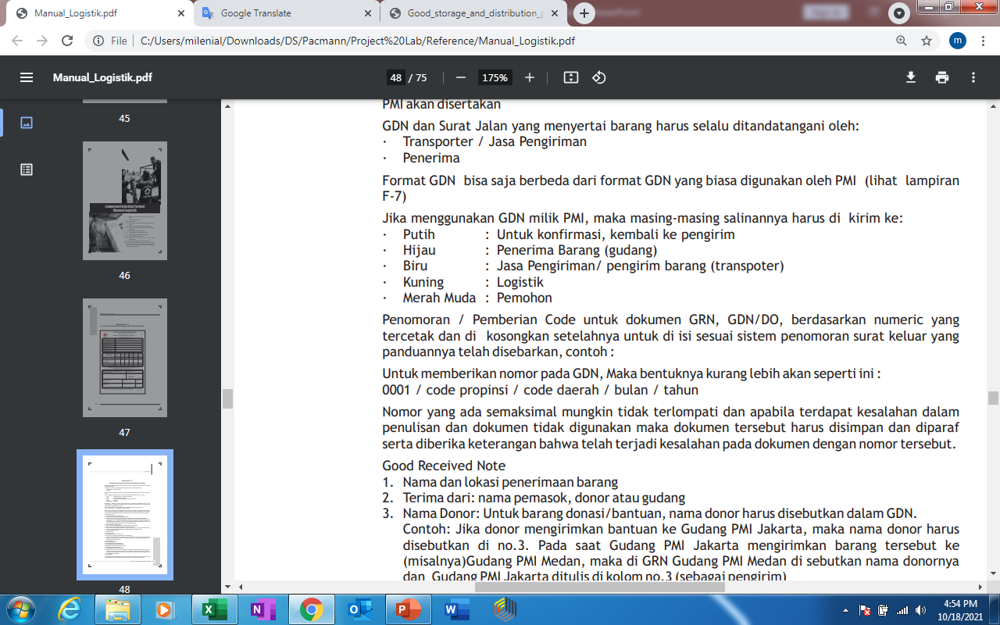 Manual_Logistik.pdf
Google Translate
Good_storage_and_distribution_
File
C:/Users/milenial/Downloads/DS/Pacmann/Project%20Lab/Reference/Manual_Logistik.pdf
m
Manual_Logistik.pdf
48 / 75
175%
45
Lampiran Form dan Format
Manual Logistik
46
47
48
PMI akan disertakan
GDN dan Surat Jalan yang menyertai barang harus selalu ditandatangani oleh:
· Transporter / Jasa Pengiriman
· Penerima
Format GDN bisa saja berbeda dari format GDN yang biasa digunakan oleh PMI (lihat lampiran
F-7)
Jika menggunakan GDN milik PMI, maka masing-masing salinannya harus di kirim ke:
· Putih : Untuk konfirmasi, kembali ke pengirim
· Hijau : Penerima Barang (gudang)
· Biru : Jasa Pengiriman/ pengirim barang (transpoter)
· Kuning : Logistik
· Merah Muda : Pemohon
Penomoran / Pemberian Code untuk dokumen GRN, GDN/DO, berdasarkan numeric yang
tercetak dan di kosongkan setelahnya untuk di isi sesuai sistem penomoran surat keluar yang
panduannya telah disebarkan, contoh :
Untuk memberikan nomor pada GDN, Maka bentuknya kurang lebih akan seperti ini :
0001 / code propinsi / code daerah / bulan / tahun
Nomor yang ada semaksimal mungkin tidak terlompati dan apabila terdapat kesalahan dalam
penulisan dan dokumen tidak digunakan maka dokumen tersebut harus disimpan dan diparaf
serta diberika keterangan bahwa telah terjadi kesalahan pada dokumen dengan nomor tersebut.
Good Received Note
1. Nama dan lokasi penerimaan barang
2. Terima dari: nama pemasok, donor atau gudang
3. Nama Donor: Untuk barang donasi/bantuan, nama donor harus disebutkan dalam GDN.
Contoh: Jika donor mengirimkan bantuan ke Gudang PMI Jakarta, maka nama donor harus
disebutkan di no.3. Pada saat Gudang PMI Jakarta mengirimkan barang tersebut ke
(misalnya)Gudang PMI Medan, maka di GRN Gudang PMI Medan di sebutkan nama donornya
dan Gudang PMI Jakarta ditulis di kolom no.3 (sebagai pengirim)
4:54 PM
10/18/2021